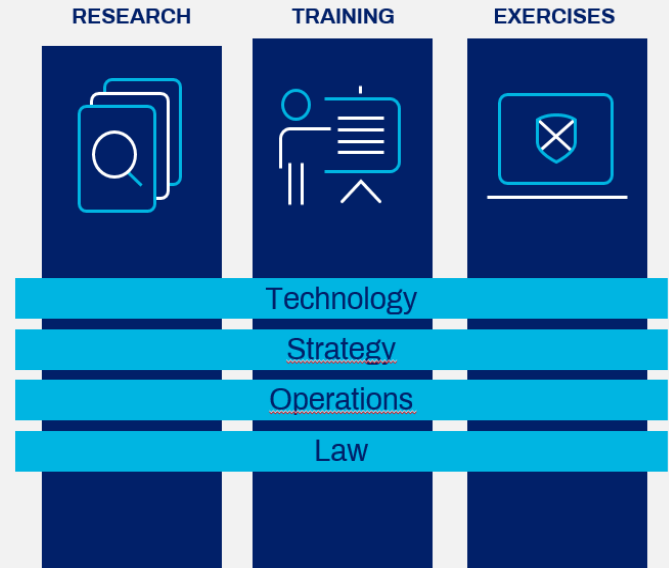 RESEARCH TRAINING EXERCISES
Technology
Strategy
Operations
Law